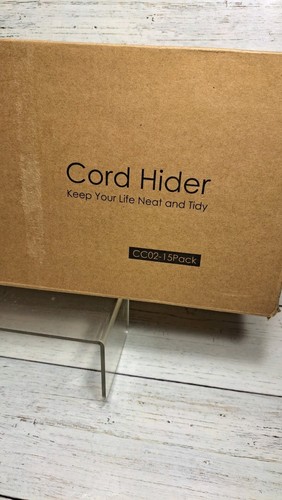 Cord Hider
Keep Your Life Neat and Tidy
CC02-15Pack